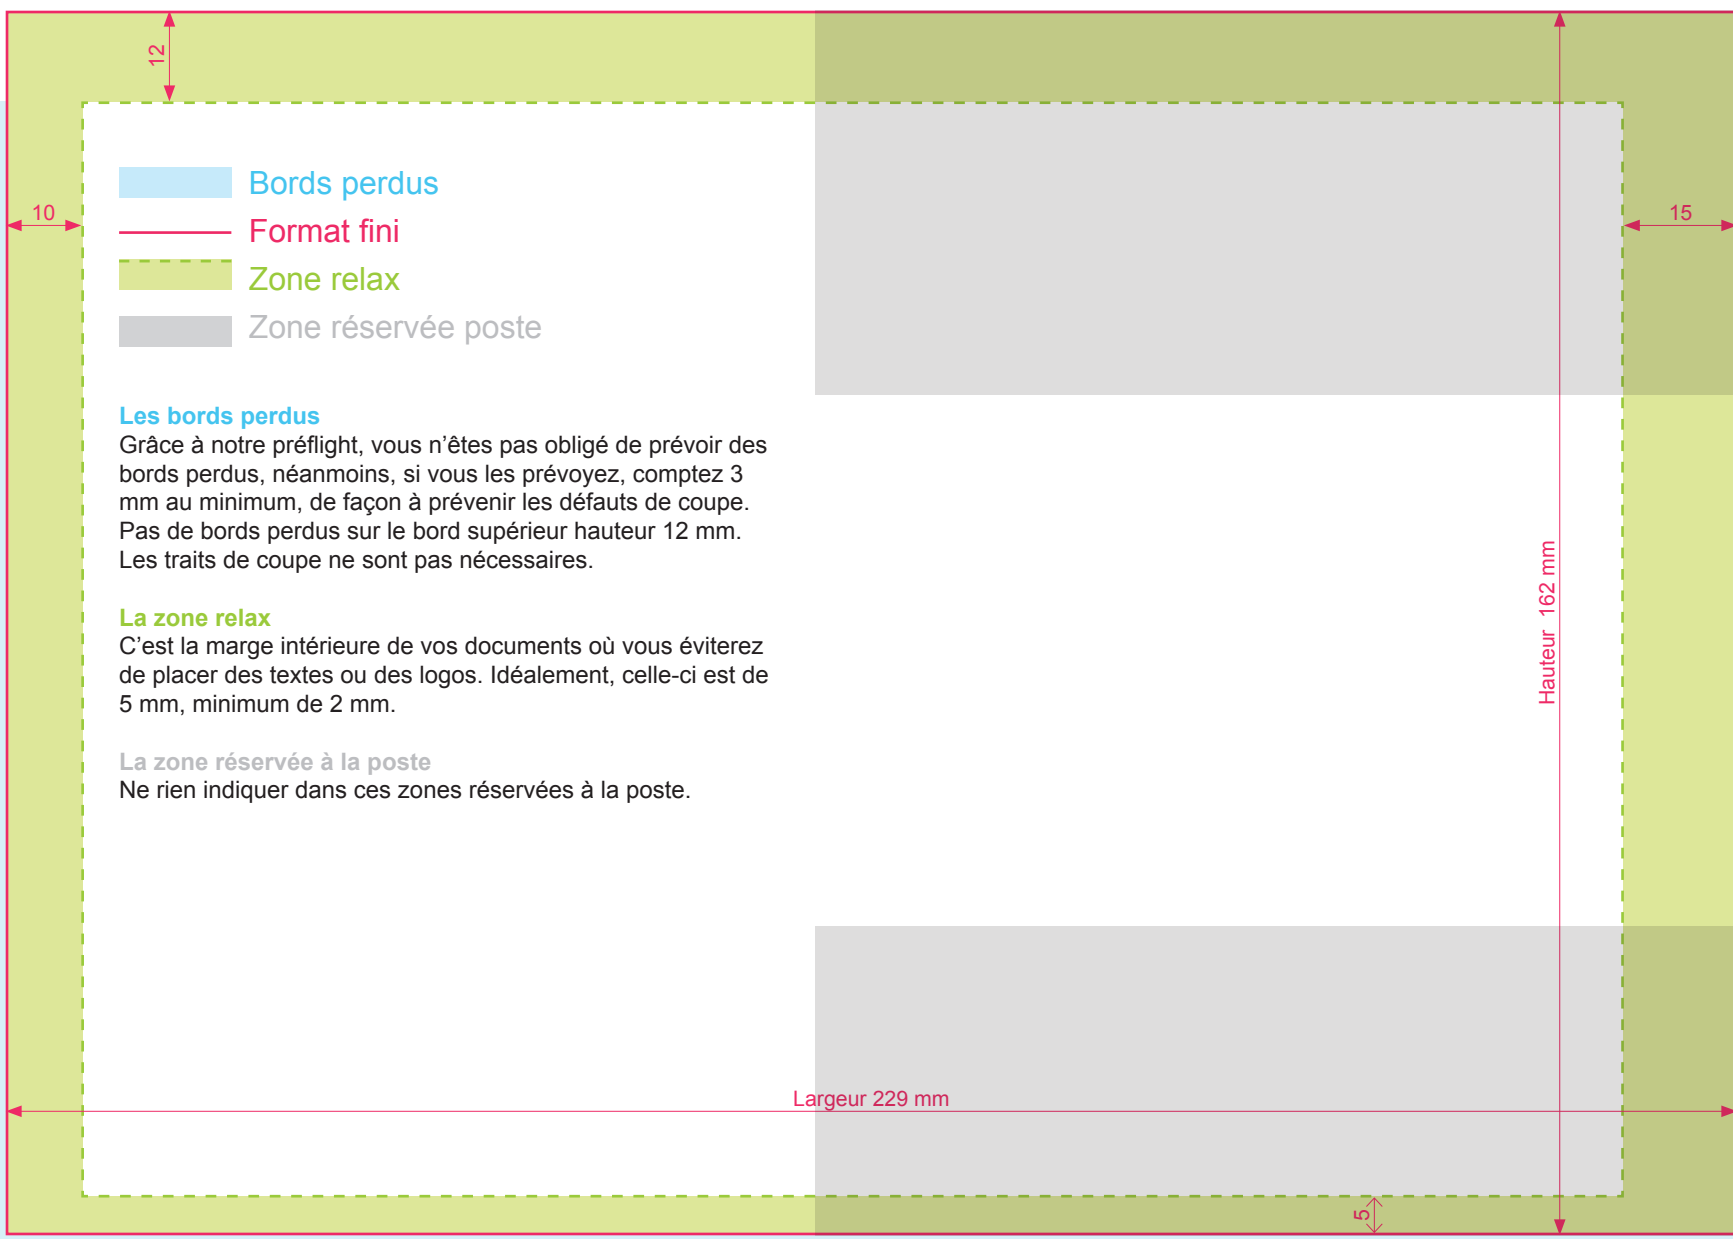 12
Bords perdus
10
Format fini
15
Zone relax
Zone réservée poste
Les bords perdus
Grâce à notre préflight, vous n’êtes pas obligé de prévoir des
bords perdus, néanmoins, si vous les prévoyez, comptez 3
mm au minimum, de façon à prévenir les défauts de coupe.
Pas de bords perdus sur le bord supérieur hauteur 12 mm.
Les traits de coupe ne sont pas nécessaires.
La zone relax
C’est la marge intérieure de vos documents où vous éviterez
de placer des textes ou des logos. Idéalement, celle-ci est de
5 mm, minimum de 2 mm.
La zone réservée à la poste
Ne rien indiquer dans ces zones réservées à la poste.
Hauteur 162 mm
Largeur 229 mm
5